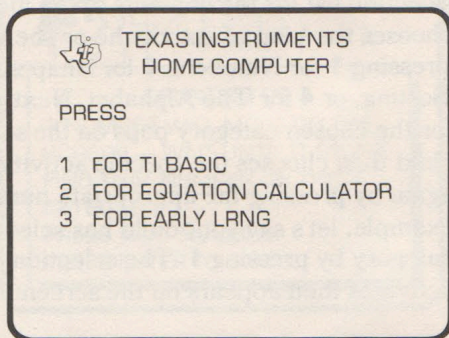 TEXAS INSTRUMENTS
HOME COMPUTER
PRESS
1 FOR TI BASIC
2 FOR EQUATION CALCULATOR
3 FOR EARLY LRNG